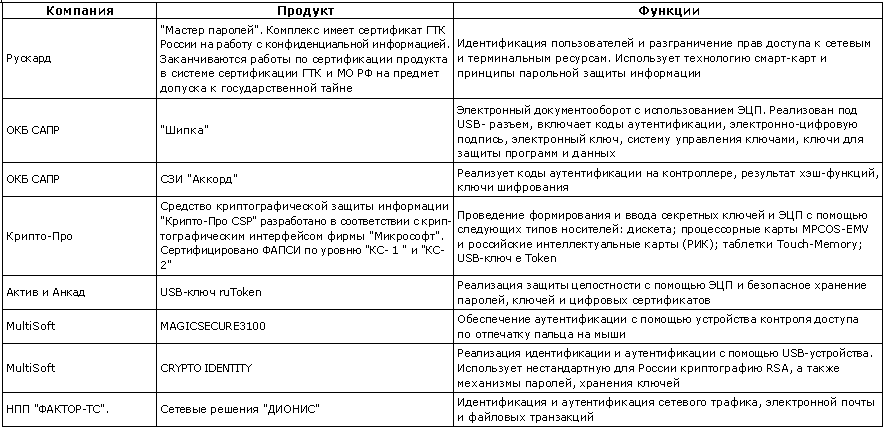 Компания Продукт Функции
Рускард
"Мастер паролей". Комплекс имеет сертификат ГТК
России на работу с конфиденциальной информацией.
Заканчиваются работы по сертификации продукта
в системе сертификации ГТК и МО РФ на предмет
допуска к государственной тайне
Идентификация пользователей и разграничение прав доступа к сетевым
и терминальным ресурсам. Использует технологию смарт-карт и
принципы парольной защиты информации
ОКБ САПР
"Шипка"
Электронный документооборот с использованием ЭЦП. Реализован под
USB- разъем, включает коды аутентификации, электронно-цифровую
подпись, электронный ключ, систему управления ключами, ключи для
защиты программ и данных
ОКБ САПР
СЗИ "Аккорд"
Реализует коды аутентификации на контроллере, результат хэш-функций,
ключи шифрования
Крипто-Про
Средство криптографической защиты информации
"Крипто-Про CSP" разработано в соответствии с крип-
тографическим интерфейсом фирмы "Микрософт".
Сертифицировано ФАПСИ по уровню "КС- 1 " и "КС-
2"
Проведение формирования и ввода секретных ключей и ЭЦП с помощью
следующих типов носителей: дискета; процессорные карты MPCOS-EMV
и российские интеллектуальные карты (РИК); таблетки Touch-Memory;
USB-ключ e Token
Актив и Анкад
USB-ключ ruToken
Реализация защиты целостности с помощью ЭЦП и безопасное хранение
паролей, ключей и цифровых сертификатов
MultiSoft
MAGICSECURE3100
Обеспечение аутентификации с помощью устройства контроля доступа
по отпечатку пальца на мыши
MultiSoft
CRYPTO IDENTITY
Реализация идентификации и аутентификации с помощью USB-устройства.
Использует нестандартную для России криптографию RSA, а также
механизмы паролей, хранения ключей
НПП "ФАКТОР-ТС".
Сетевые решения "ДИОНИС"
Идентификация и аутентификация сетевого трафика, электронной почты
и файловых транзакций